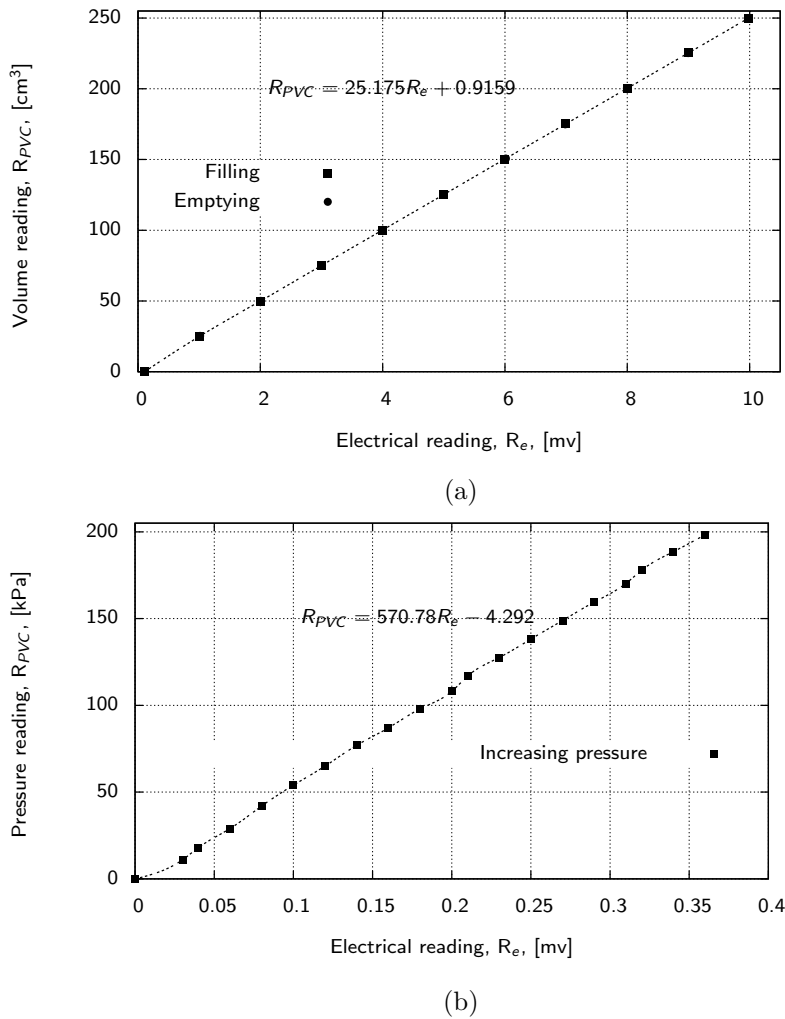 250
200
150
100
50
0
Volume reading, R_PVC, [cm³]
R_PVC = 25.175R_e + 0.9159
Filling
Emptying
0 2 4 6 8 10
Electrical reading, R_e, [mv]
(a)
200
150
100
50
0
Pressure reading, R_PVC, [kPa]
R_PVC = 570.78R_e − 4.292
Increasing pressure
0 0.05 0.1 0.15 0.2 0.25 0.3 0.35 0.4
Electrical reading, R_e, [mv]
(b)